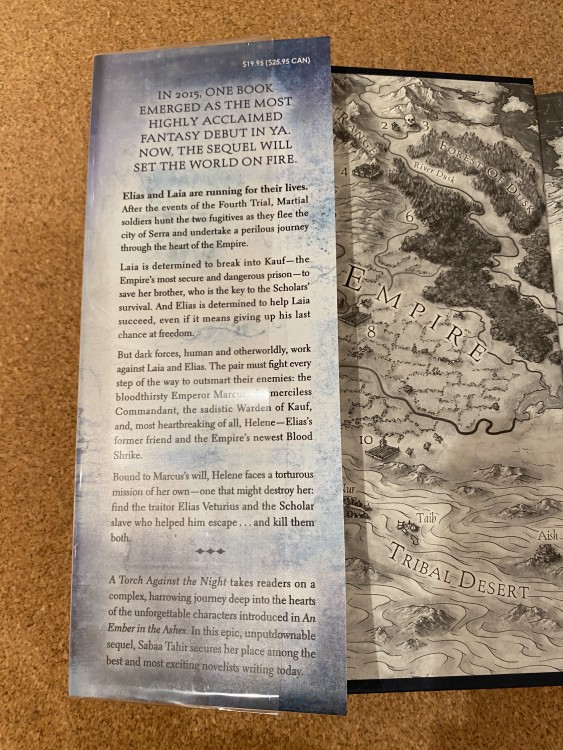 $19.95 ($25.95 CAN)
IN 2015, ONE BOOK
EMERGED AS THE MOST
HIGHLY ACCLAIMED
FANTASY DEBUT IN YA.
NOW, THE SEQUEL WILL
SET THE WORLD ON FIRE.
Elias and Laia are running for their lives.
After the events of the Fourth Trial, Martial
soldiers hunt the two fugitives as they flee the
city of Serra and undertake a perilous journey
through the heart of the Empire.
Laia is determined to break into Kauf—the
Empire's most secure and dangerous prison—to
save her brother, who is the key to the Scholars'
survival. And Elias is determined to help Laia
succeed, even if it means giving up his last
chance at freedom.
But dark forces, human and otherworldly, work
against Laia and Elias. The pair must fight every
step of the way to outsmart their enemies: the
bloodthirsty Emperor Marcus, merciless
Commandant, the sadistic Warden of Kauf,
and, most heartbreaking of all, Helene—Elias's
former friend and the Empire's newest Blood
Shrike.
Bound to Marcus's will, Helene faces a torturous
mission of her own—one that might destroy her:
find the traitor Elias Veturius and the Scholar
slave who helped him escape . . . and kill them
both.
A Torch Against the Night takes readers on a
complex, harrowing journey deep into the hearts
of the unforgettable characters introduced in An
Ember in the Ashes. In this epic, unputdownable
sequel, Sabaa Tahir secures her place among the
best and most exciting novelists writing today.
2
3
FOREST OF DUSK
River Dusk
4
6
EMPIRE
8
10
Nur
Taib
Aish
TRIBAL DESERT